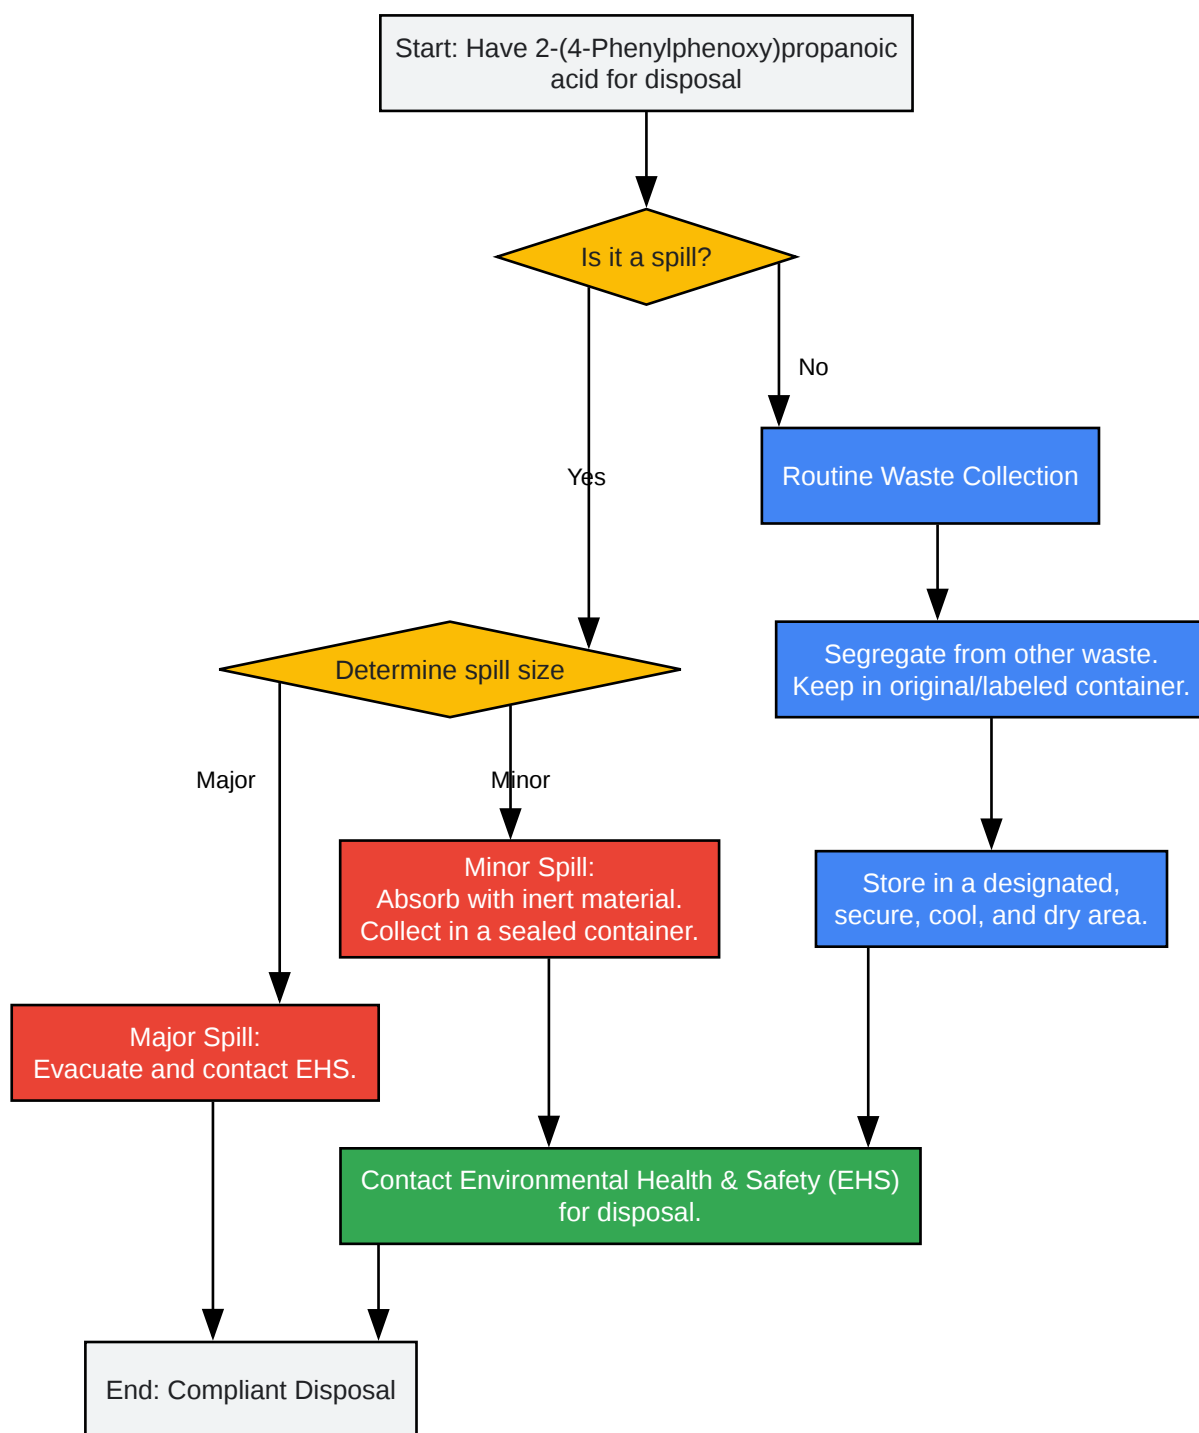 Start: Have 2-(4-Phenylphenoxy)propanoic
acid for disposal
Is it a spill?
No
Yes
Routine Waste Collection
Segregate from other waste.
Keep in original/labeled container.
Determine spill size
Major
Minor
Minor Spill:
Absorb with inert material.
Collect in a sealed container.
Store in a designated,
secure, cool, and dry area.
Major Spill:
Evacuate and contact EHS.
Contact Environmental Health & Safety (EHS)
for disposal.
End: Compliant Disposal